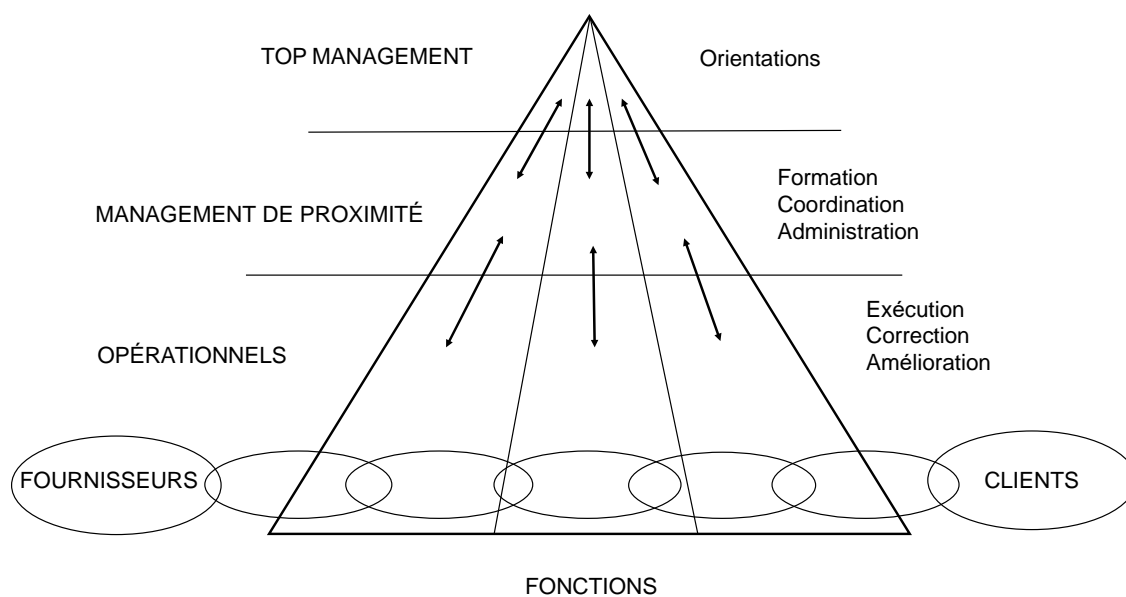 TOP MANAGEMENT
Orientations
MANAGEMENT DE PROXIMITÉ
Formation
Coordination
Administration
OPÉRATIONNELS
Exécution
Correction
Amélioration
FOURNISSEURS
CLIENTS
FONCTIONS